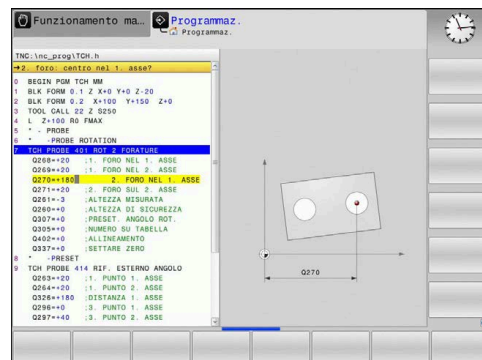 Funzionamento ma…
Programmaz.
Programmaz.
TNC:\nc_prog\TCH.h
→2. foro: centro nel 1. asse?
0 BEGIN PGM TCH MM
1 BLK FORM 0.1 Z X+0 Y+0 Z-20
2 BLK FORM 0.2 X+100 Y+150 Z+0
3 TOOL CALL 22 Z S250
4 L Z+100 R0 FMAX
5 * - PROBE
6 * -PROBE ROTATION
7 TCH PROBE 401 ROT 2 FORATURE
Q268=+20 ;1. FORO NEL 1. ASSE
Q269=+20 ;1. FORO NEL 2. ASSE
Q270=+180 2. FORO NEL 1. ASSE
Q271=+20 ;2. FORO SUL 2. ASSE
Q261=-3 ;ALTEZZA MISURATA
Q260=+0 ;ALTEZZA DI SICUREZZA
Q307=+0 ;PRESET. ANGOLO ROT.
Q305=+0 ;NUMERO SU TABELLA
Q402=+0 ;ALLINEAMENTO
Q337=+0 ;SETTARE ZERO
8 * -PRESET
9 TCH PROBE 414 RIF. ESTERNO ANGOLO
Q263=+20 ;1. PUNTO 1. ASSE
Q264=+20 ;1. PUNTO 2. ASSE
Q326=+180 ;DISTANZA 1. ASSE
Q296=+0 ;3. PUNTO 1. ASSE
Q297=+40 ;3. PUNTO 2. ASSE
Q270